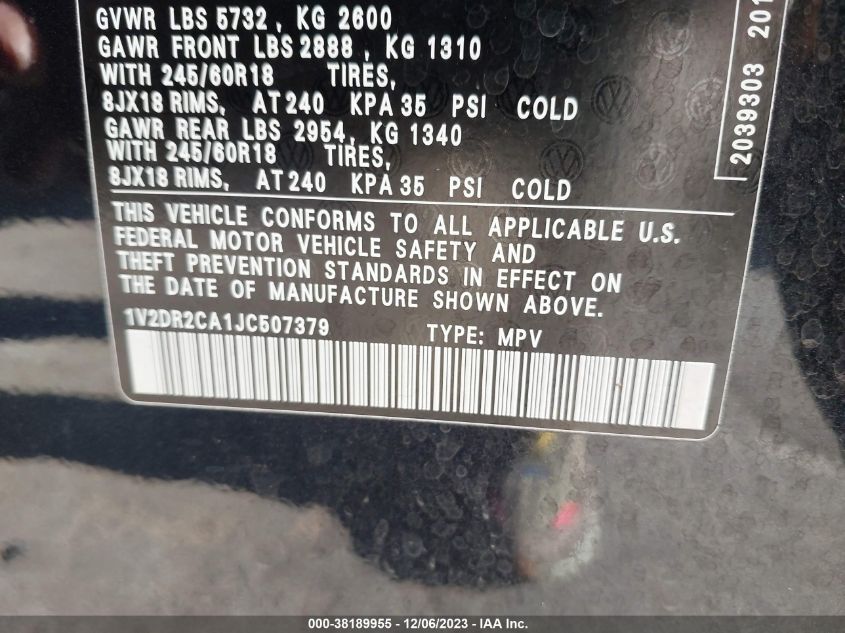 GVWR LBS 5732, KG 2600
GAWR FRONT LBS 2888, KG 1310
WITH 245/60R18 TIRES,
8JX18 RIMS, AT 240 KPA 35 PSI COLD
GAWR REAR LBS 2954, KG 1340
WITH 245/60R18 TIRES,
8JX18 RIMS, AT 240 KPA 35 PSI COLD
THIS VEHICLE CONFORMS TO ALL APPLICABLE U.S.
FEDERAL MOTOR VEHICLE SAFETY AND
THEFT PREVENTION STANDARDS IN EFFECT ON
THE DATE OF MANUFACTURE SHOWN ABOVE.
1V2DR2CA1JC507379 TYPE: MPV
2039303 201
000-38189955 - 12/06/2023 - IAA Inc.